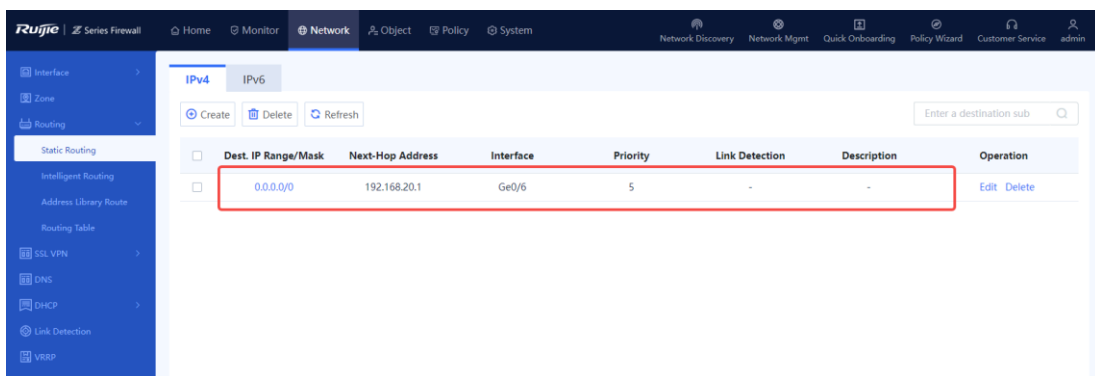 Ruijie | Z Series Firewall
Home Monitor Network Object Policy System
Network Discovery Network Mgmt Quick Onboarding Policy Wizard Customer Service admin
Interface
Zone
Routing
Static Routing
Intelligent Routing
Address Library Route
Routing Table
SSL VPN
DNS
DHCP
Link Detection
VRRP
IPv4 IPv6
Create Delete Refresh
Enter a destination sub
Dest. IP Range/Mask Next-Hop Address Interface Priority Link Detection Description Operation
0.0.0.0/0 192.168.20.1 Ge0/6 5 - - Edit Delete